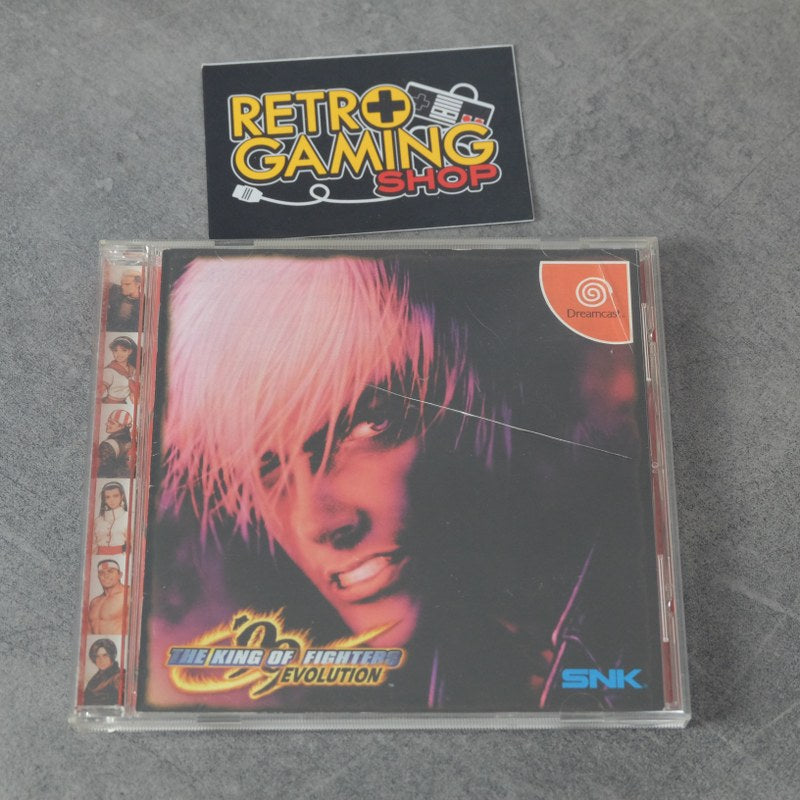 RETRO
GAMING
SHOP
Dreamcast
'99
THE KING OF FIGHTERS
EVOLUTION
SNK